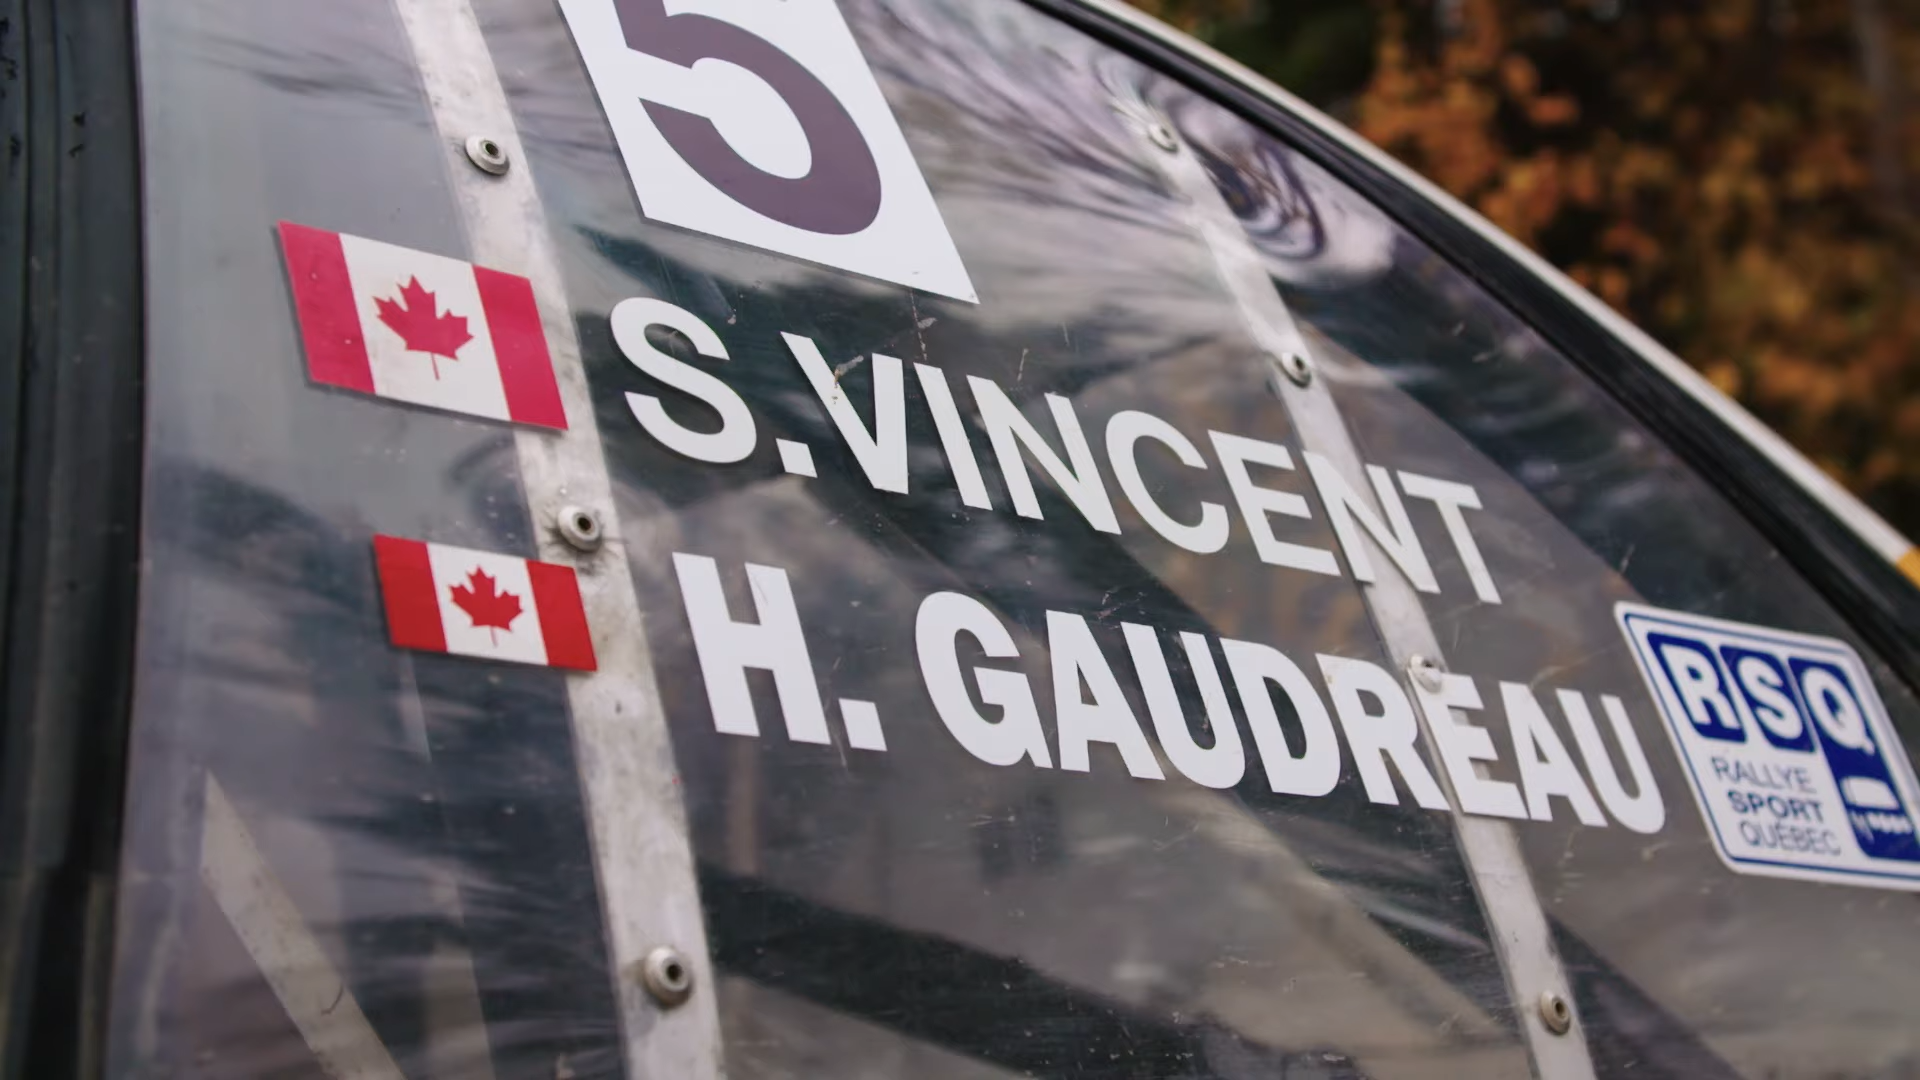 5
S.VINCENT
H. GAUDREAU
RSQ
RALLYE
SPORT
QUÉBEC